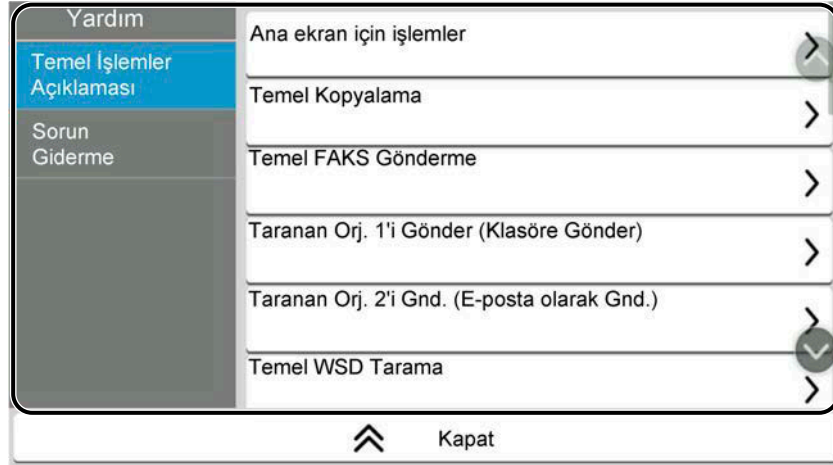 Yardım
Temel İşlemler
Açıklaması
Sorun
Giderme
Ana ekran için işlemler
Temel Kopyalama
Temel FAKS Gönderme
Taranan Orj. 1'i Gönder (Klasöre Gönder)
Taranan Orj. 2'i Gnd. (E-posta olarak Gnd.)
Temel WSD Tarama
Kapat